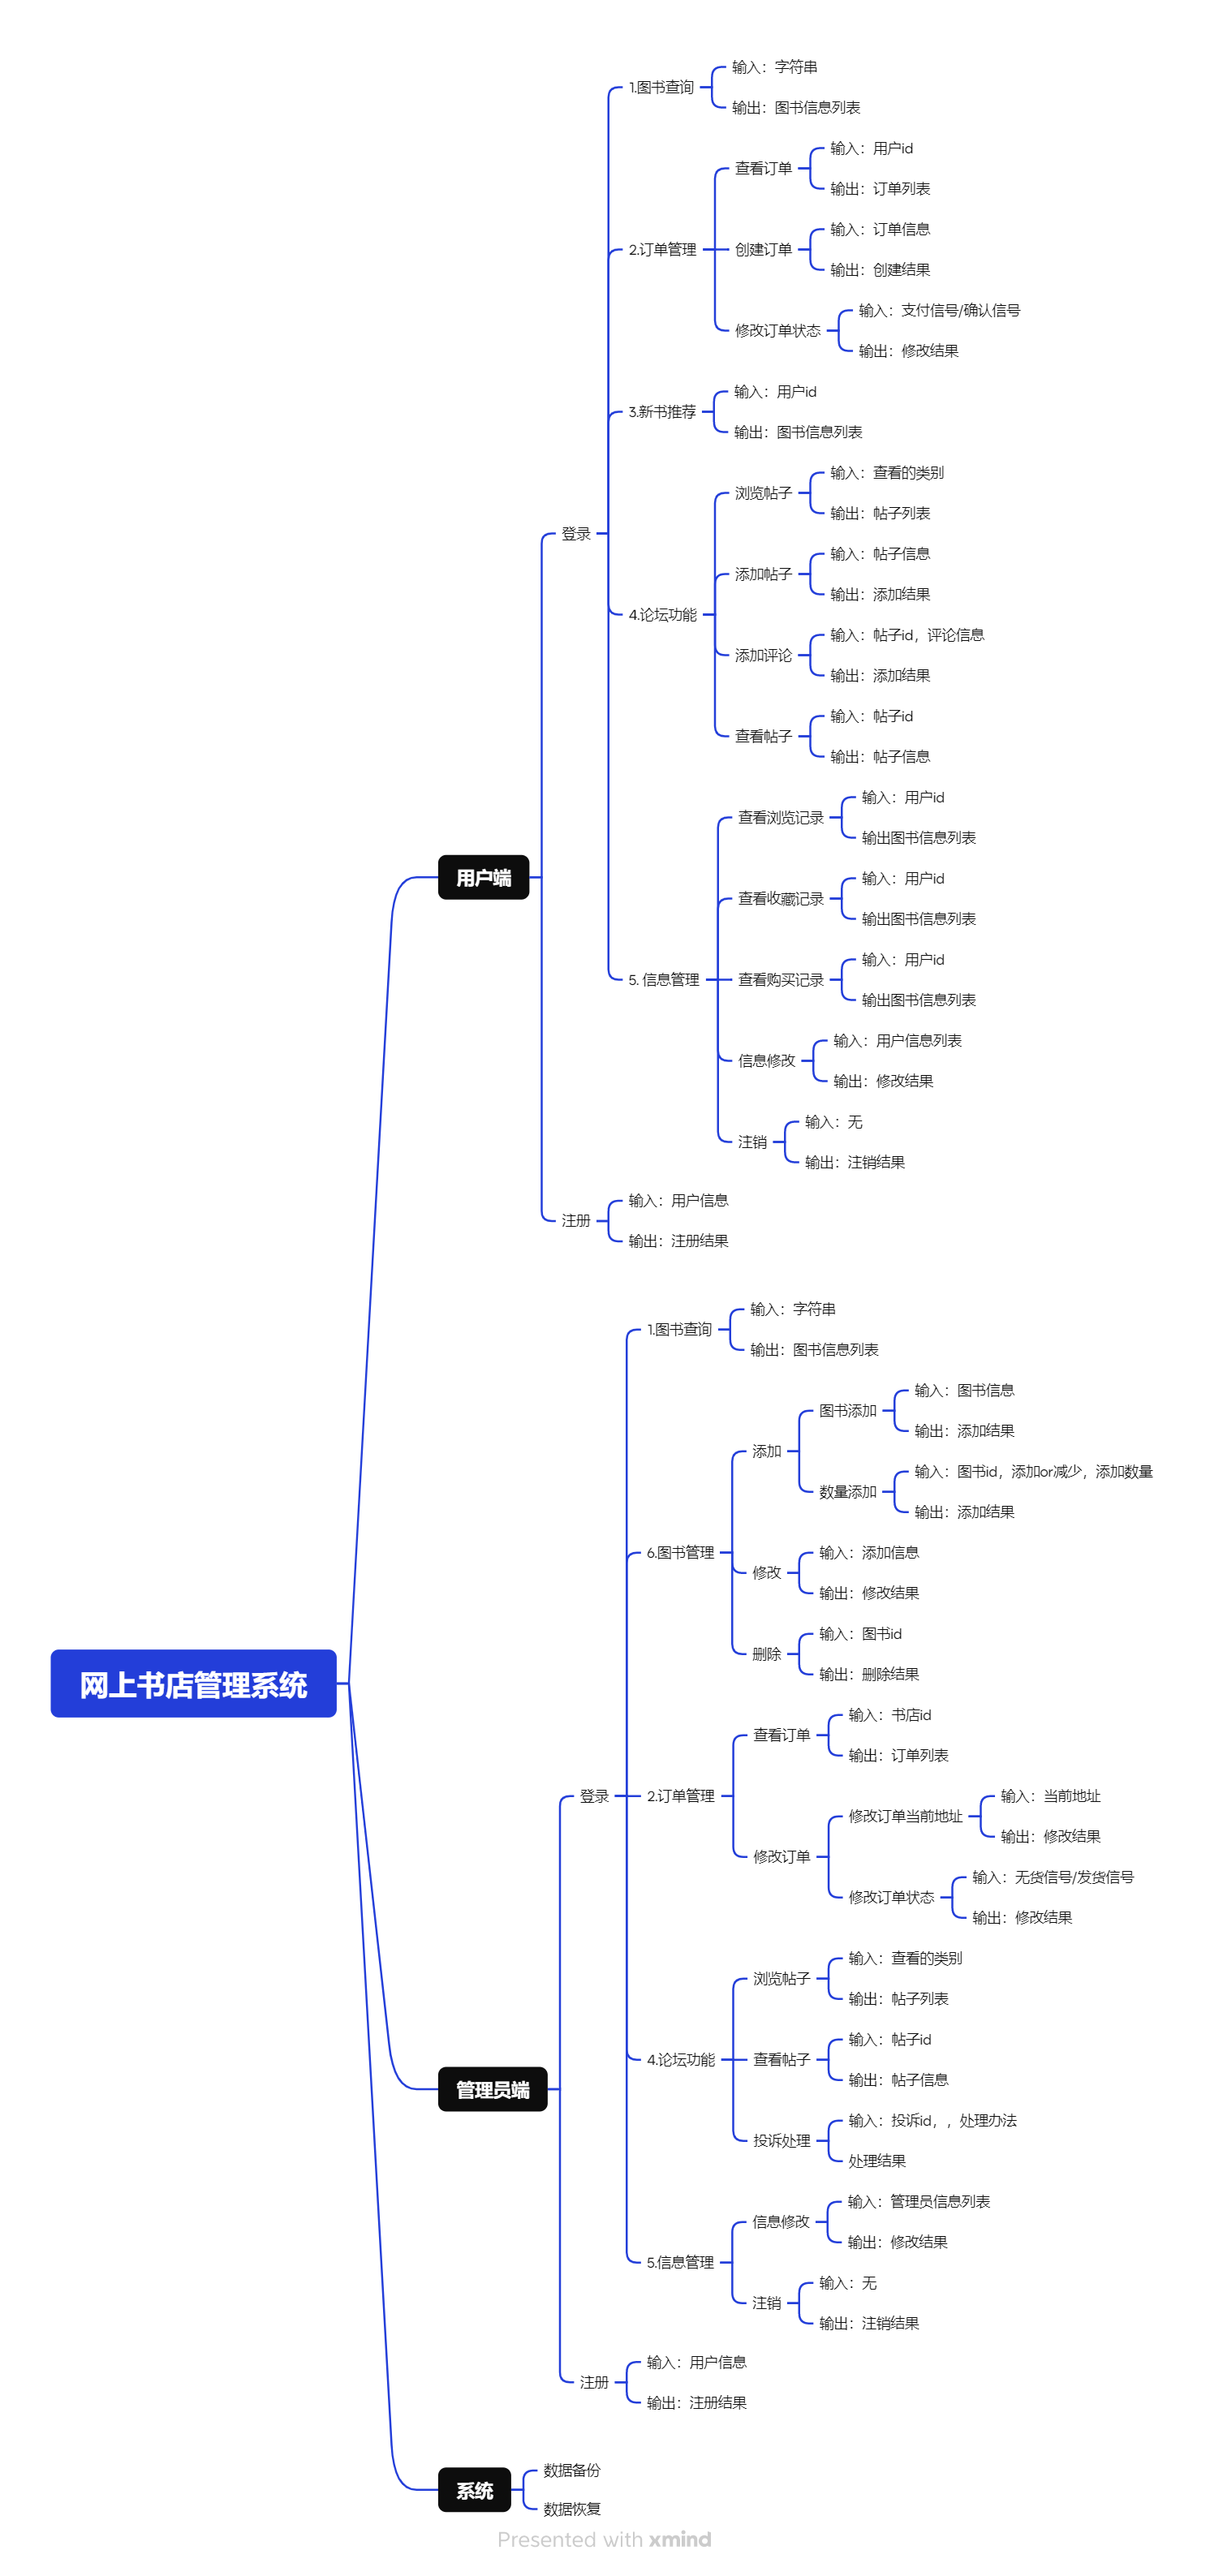 输入：字符串
1.图书查询
输出：图书信息列表
输入：用户id
查看订单
输出：订单列表
输入：订单信息
2.订单管理
创建订单
输出：创建结果
输入：支付信号/确认信号
修改订单状态
输出：修改结果
输入：用户id
3.新书推荐
输出：图书信息列表
输入：查看的类别
浏览帖子
输出：帖子列表
登录
输入：帖子信息
添加帖子
输出：添加结果
4.论坛功能
输入：帖子id，评论信息
添加评论
输出：添加结果
输入：帖子id
查看帖子
输出：帖子信息
输入：用户id
查看浏览记录
输出图书信息列表
用户端
输入：用户id
查看收藏记录
输出图书信息列表
输入：用户id
5. 信息管理
查看购买记录
输出图书信息列表
输入：用户信息列表
信息修改
输出：修改结果
输入：无
注销
输出：注销结果
输入：用户信息
注册
输出：注册结果
输入：字符串
1.图书查询
输出：图书信息列表
输入：图书信息
图书添加
输出：添加结果
添加
输入：图书id，添加or减少，添加数量
数量添加
输出：添加结果
6.图书管理
输入：添加信息
修改
输出：修改结果
输入：图书id
删除
输出：删除结果
网上书店管理系统
输入：书店id
查看订单
输出：订单列表
登录
2.订单管理
输入：当前地址
修改订单当前地址
输出：修改结果
修改订单
输入：无货信号/发货信号
修改订单状态
输出：修改结果
输入：查看的类别
浏览帖子
输出：帖子列表
输入：帖子id
4.论坛功能
查看帖子
输出：帖子信息
管理员端
输入：投诉id，，处理办法
投诉处理
处理结果
输入：管理员信息列表
信息修改
输出：修改结果
5.信息管理
输入：无
注销
输出：注销结果
输入：用户信息
注册
输出：注册结果
数据备份
系统
数据恢复
Presented with xmind